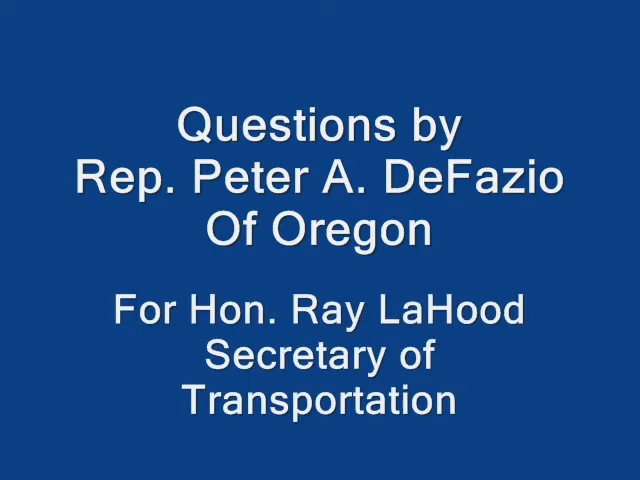 Questions by
Rep. Peter A. DeFazio
Of Oregon
For Hon. Ray LaHood
Secretary of
Transportation